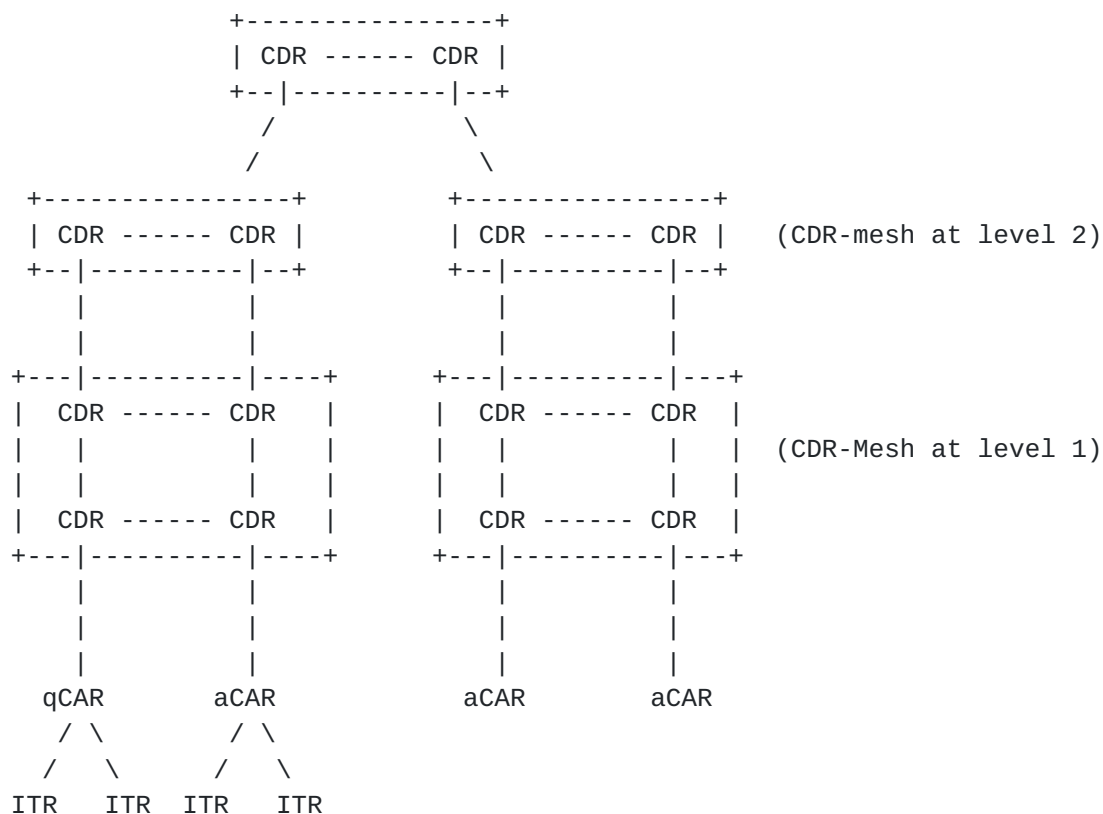 CDR ------ CDR
CDR ------ CDR CDR ------ CDR (CDR-mesh at level 2)
CDR ------ CDR CDR ------ CDR
(CDR-Mesh at level 1)
CDR ------ CDR CDR ------ CDR
qCAR aCAR aCAR aCAR
ITR ITR ITR ITR